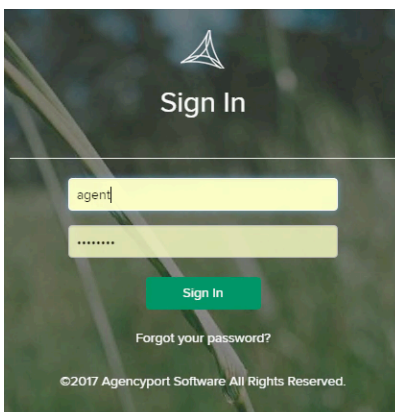 Sign In
agent
••••••••
Sign In
Forgot your password?
©2017 Agencyport Software All Rights Reserved.